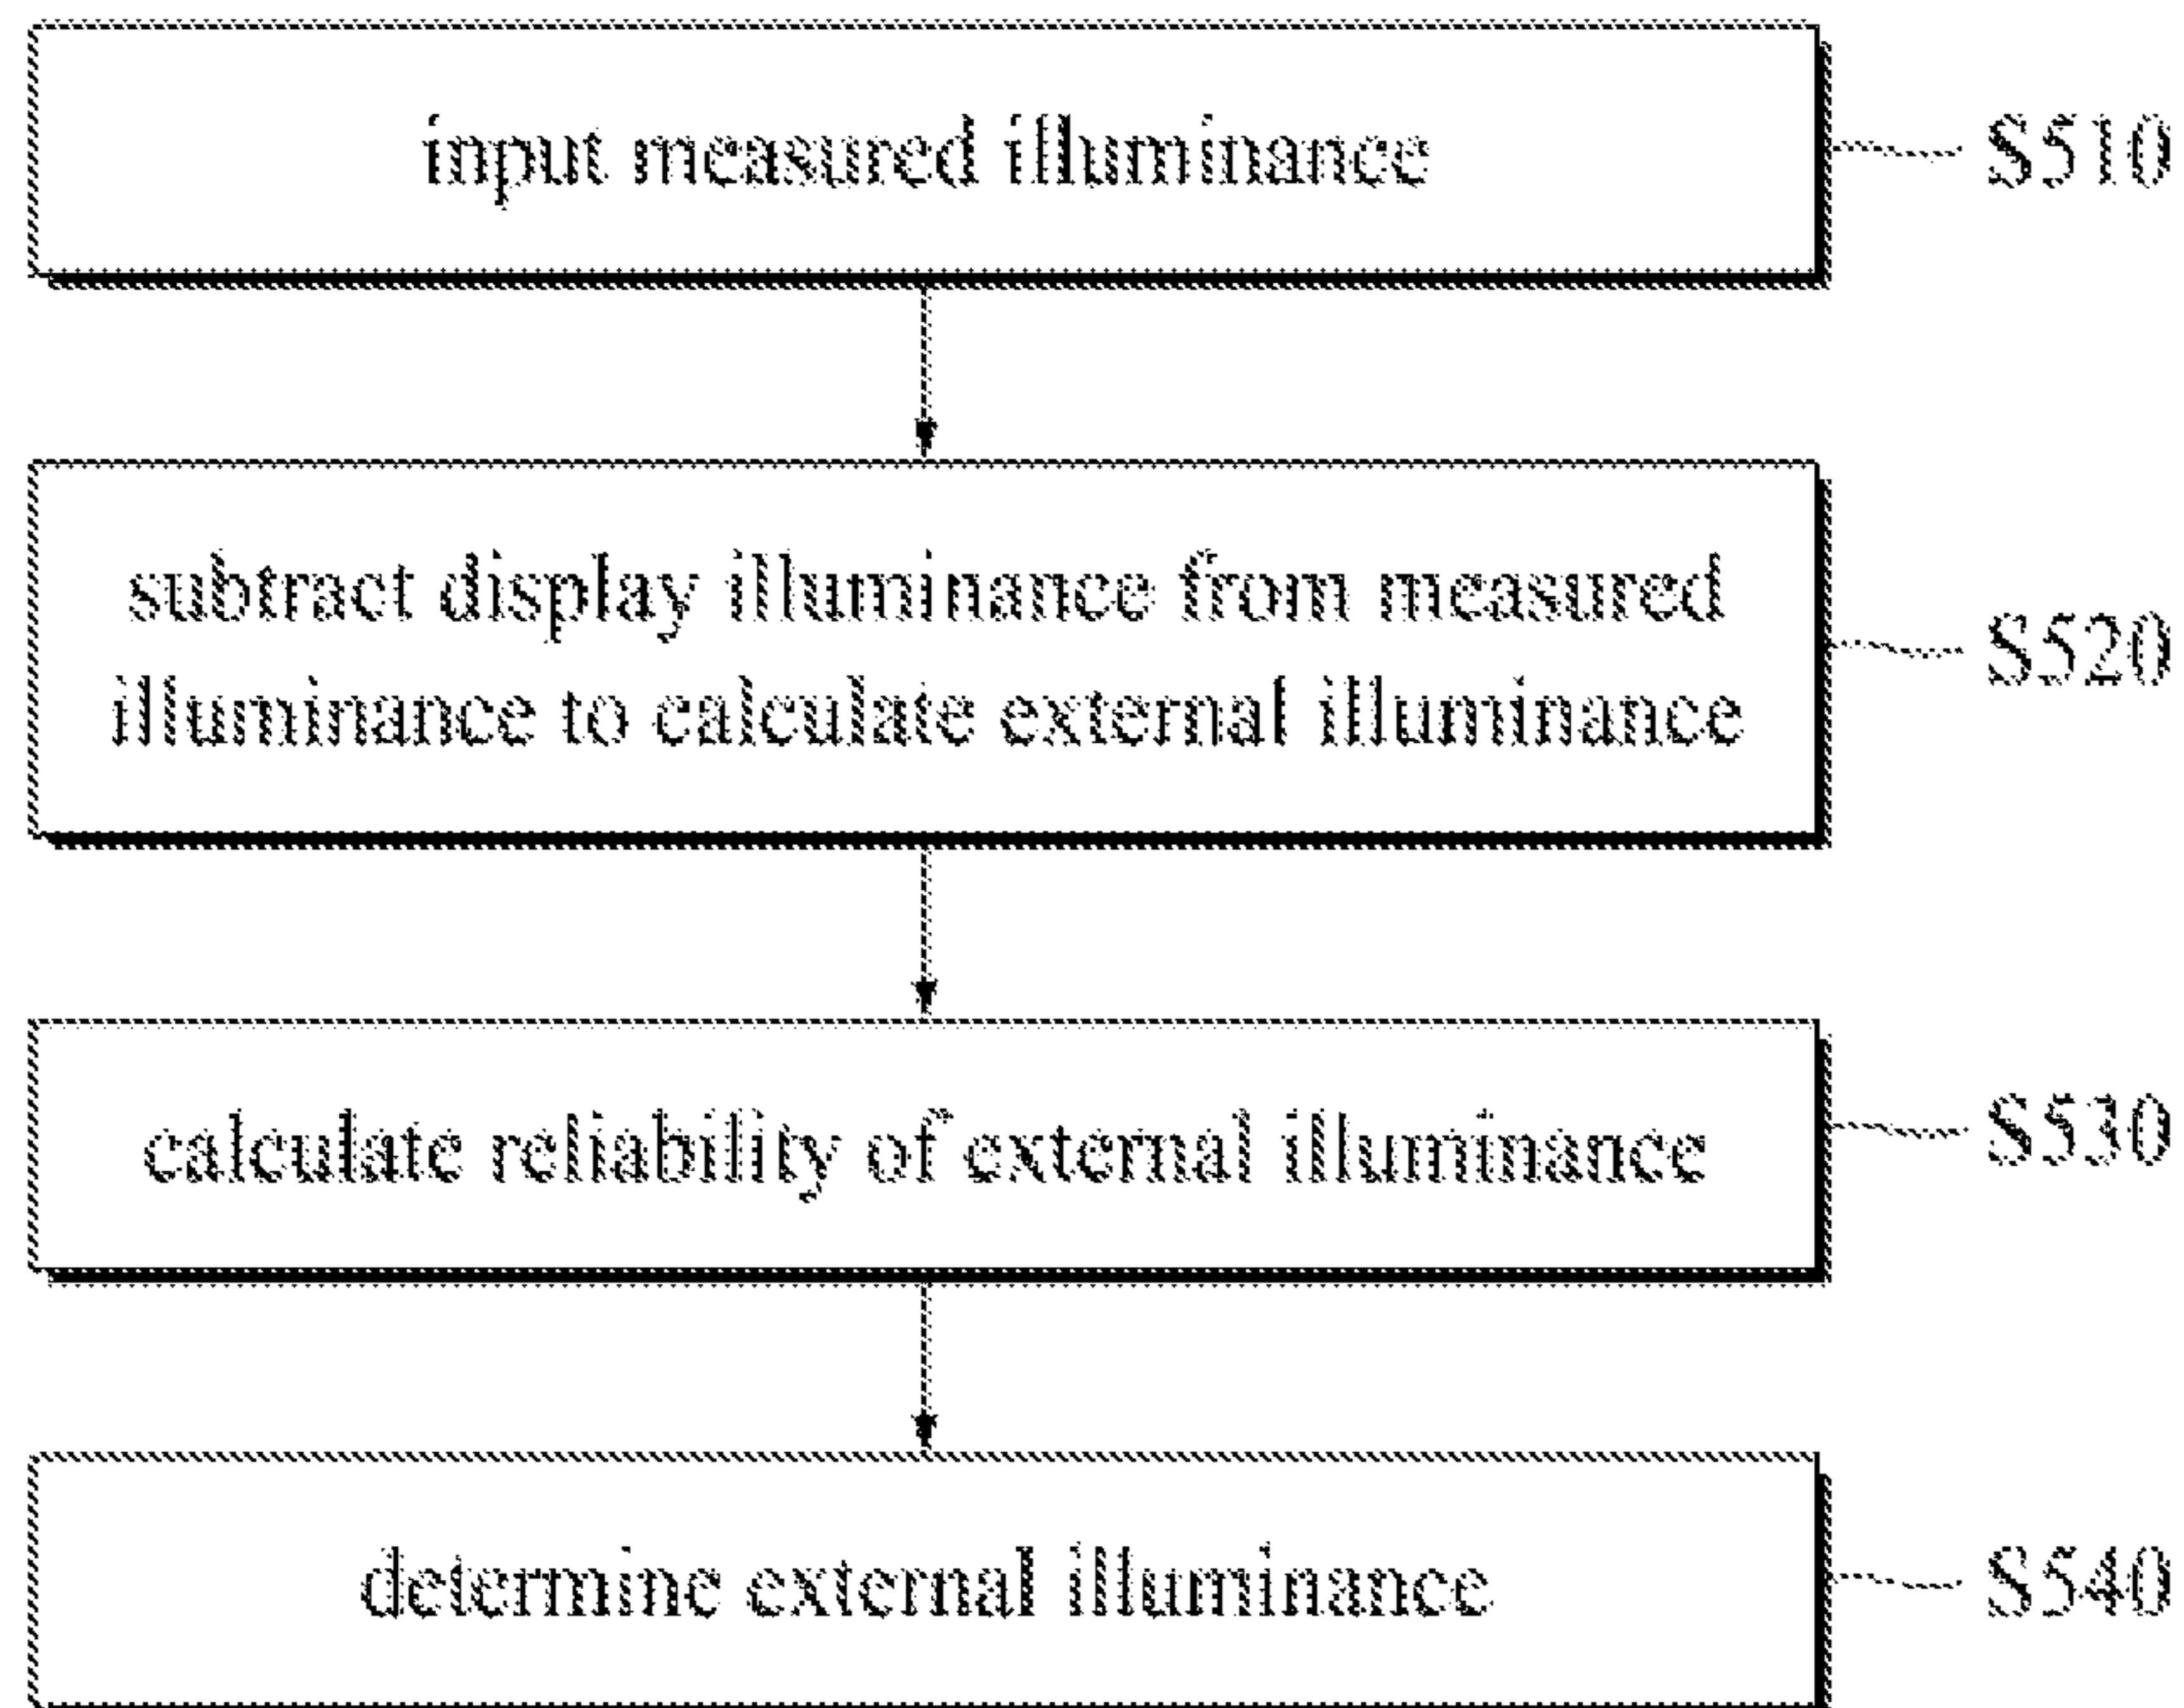 input measured illuminance
S510
subtract display illuminance from measured
illuminance to calculate external illuminance
S520
calculate reliability of external illuminance
S530
determine external illuminance
S540